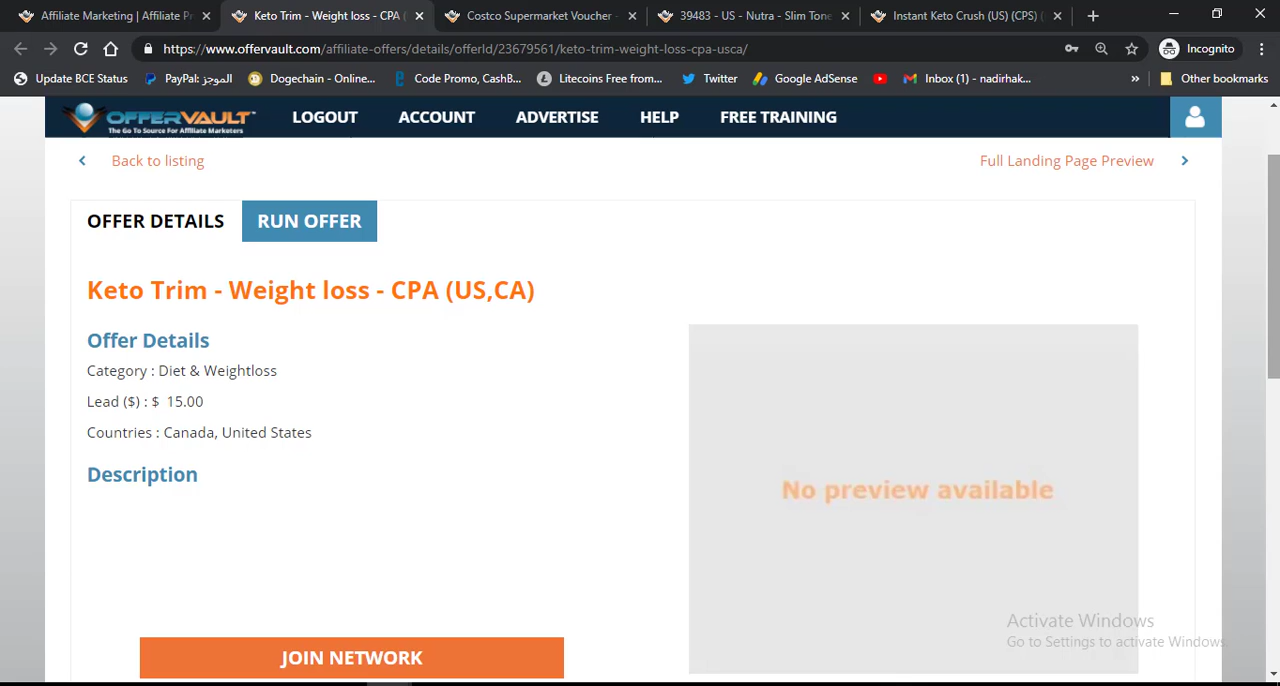 Affiliate Marketing | Affiliate Pr
Keto Trim - Weight loss - CPA (
Costco Supermarket Voucher -
39483 - US - Nutra - Slim Tone
Instant Keto Crush (US) (CPS) (
https://www.offervault.com/affiliate-offers/details/offerId/23679561/keto-trim-weight-loss-cpa-usca/
Incognito
Update BCE Status
PayPal: الموجز
Dogechain - Online...
Code Promo, CashB...
Litecoins Free from...
Twitter
Google AdSense
Inbox (1) - nadirhak...
»
Other bookmarks
OFFERVAULT
The Go To Source For Affiliate Marketers
LOGOUT
ACCOUNT
ADVERTISE
HELP
FREE TRAINING
Back to listing
Full Landing Page Preview
OFFER DETAILS
RUN OFFER
Keto Trim - Weight loss - CPA (US,CA)
Offer Details
Category : Diet & Weightloss
Lead ($) : $ 15.00
Countries : Canada, United States
Description
No preview available
JOIN NETWORK
Activate Windows
Go to Settings to activate Windows.